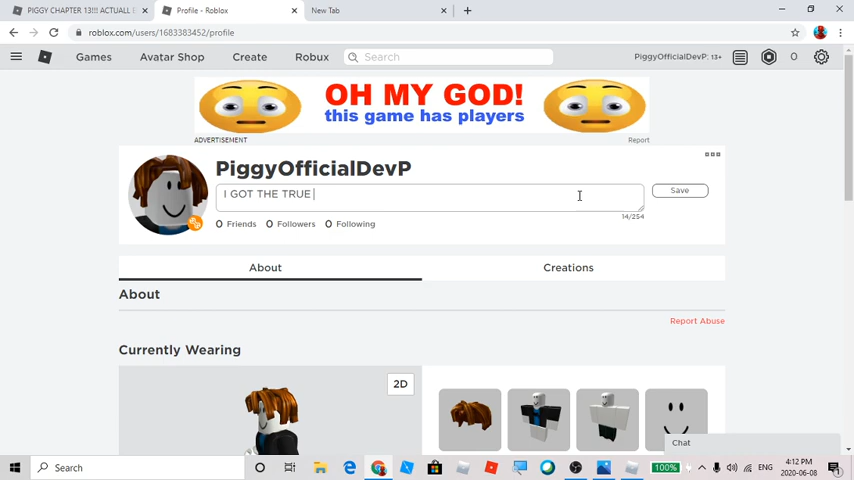 PIGGY CHAPTER 13!!! ACTUALL E
Profile - Roblox
New Tab
roblox.com/users/1683383452/profile
Games
Avatar Shop
Create
Robux
Search
PiggyOfficialDevP: 13+
0
OH MY GOD!
this game has players
ADVERTISEMENT
Report
PiggyOfficialDevP
I GOT THE TRUE
Save
14/254
0 Friends
0 Followers
0 Following
About
Creations
About
Report Abuse
Currently Wearing
2D
Chat
Search
100%
ENG
4:12 PM
2020-06-08